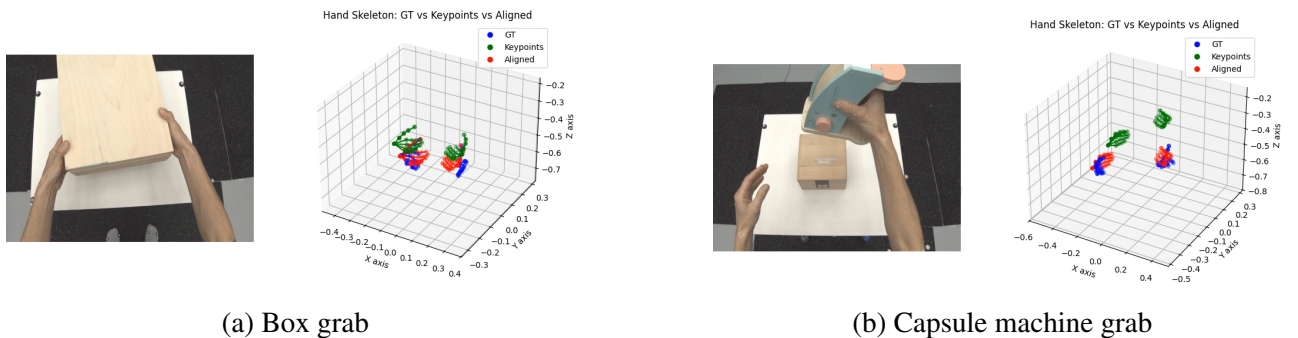 Hand Skeleton: GT vs Keypoints vs Aligned
GT
Keypoints
Aligned
−0.2
−0.3
−0.4
−0.5
−0.6
−0.7
Z axis
−0.4
−0.3
−0.2
−0.1
0.0
0.1
0.2
0.3
0.4
X axis
−0.3
−0.2
−0.1
0.0
0.1
0.2
0.3
Y axis
(a) Box grab
Hand Skeleton: GT vs Keypoints vs Aligned
GT
Keypoints
Aligned
−0.2
−0.3
−0.4
−0.5
−0.6
−0.7
−0.8
Z axis
−0.6
−0.4
−0.2
0.0
0.2
0.4
X axis
−0.5
−0.4
−0.3
−0.2
−0.1
0.0
0.1
0.2
0.3
Y axis
(b) Capsule machine grab